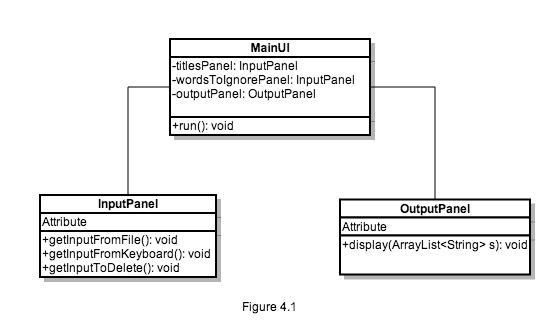 MainUI
-titlesPanel: InputPanel
-wordsToIgnorePanel: InputPanel
-outputPanel: OutputPanel
+run(): void
InputPanel
Attribute
+getInputFromFile(): void
+getInputFromKeyboard(): void
+getInputToDelete(): void
OutputPanel
Attribute
+display(ArrayList<String> s): void
Figure 4.1